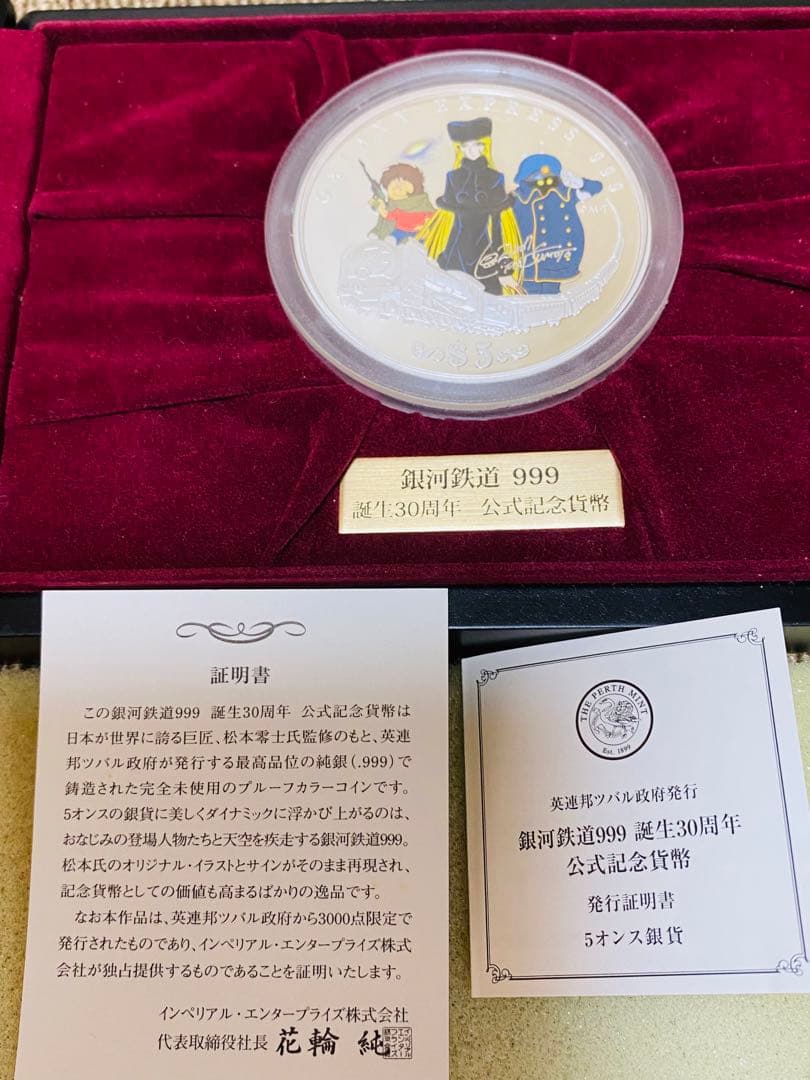 GALAXY EXPRESS 999
$5
銀河鉄道 999
誕生30周年 公式記念貨幣
証明書
この銀河鉄道999 誕生30周年 公式記念貨幣は
日本が世界に誇る巨匠、松本零士氏監修のもと、英連
邦ツバル政府が発行する最高品位の純銀(.999)で
鋳造された完全未使用のプルーフカラーコインです。
5オンスの銀貨に美しくダイナミックに浮かび上がるのは、
おなじみの登場人物たちと天空を疾走する銀河鉄道999。
松本氏のオリジナル・イラストとサインがそのまま再現され、
記念貨幣としての価値も高まるばかりの逸品です。
なお本作品は、英連邦ツバル政府から3000点限定で
発行されたものであり、インペリアル・エンタープライズ株式
会社が独占提供するものであることを証明いたします。
インペリアル・エンタープライズ株式会社
代表取締役社長 花輪 純
THE PERTH MINT
Est. 1899
英連邦ツバル政府発行
銀河鉄道999 誕生30周年
公式記念貨幣
発行証明書
5オンス銀貨